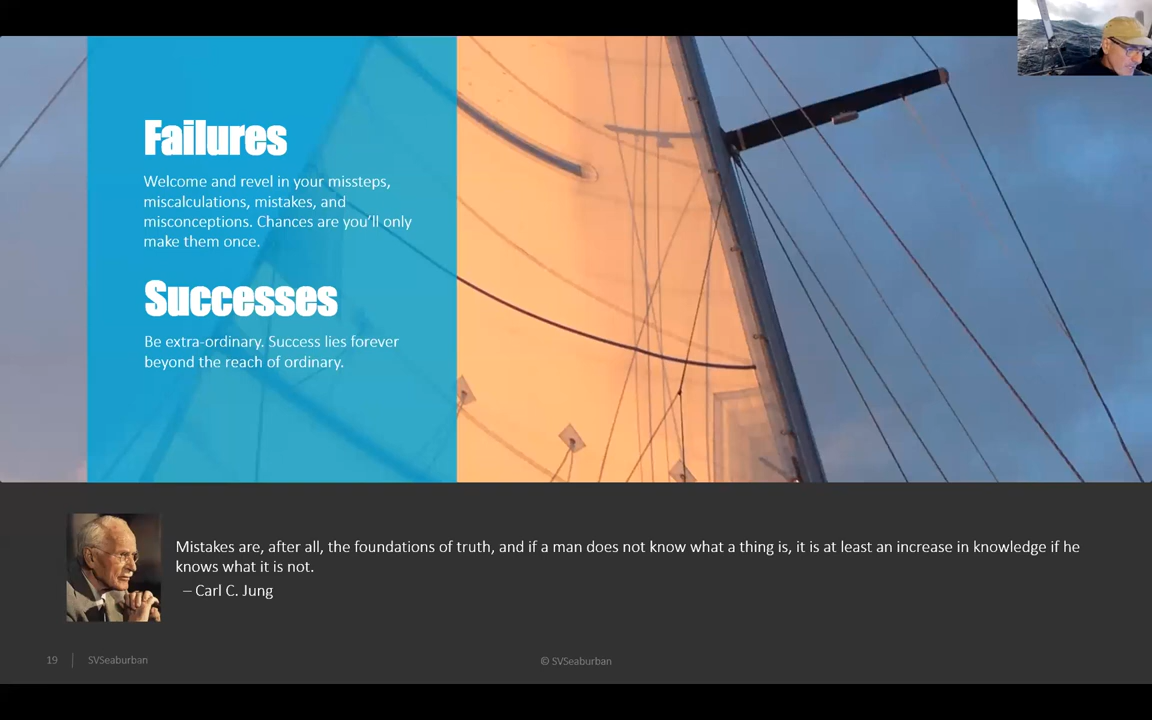 Failures
Welcome and revel in your missteps,
miscalculations, mistakes, and
misconceptions. Chances are you’ll only
make them once.
Successes
Be extra-ordinary. Success lies forever
beyond the reach of ordinary.
Mistakes are, after all, the foundations of truth, and if a man does not know what a thing is, it is at least an increase in knowledge if he
knows what it is not.
– Carl C. Jung
19 | SVSeaburban
© SVSeaburban